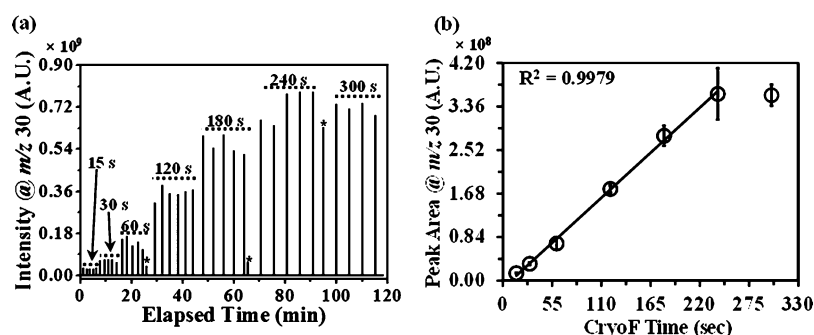 (a)
× 10⁹
Intensity @ m/z 30 (A.U.)
0.90
0.72
0.54
0.36
0.18
0.00
15 s
30 s
60 s
120 s
180 s
240 s
300 s
*
*
*
0 20 40 60 80 100 120
Elapsed Time (min)
(b)
× 10⁸
Peak Area @ m/z 30 (A.U.)
4.20
3.36
2.52
1.68
0.84
0.00
R² = 0.9979
0 55 110 165 220 275 330
CryoF Time (sec)